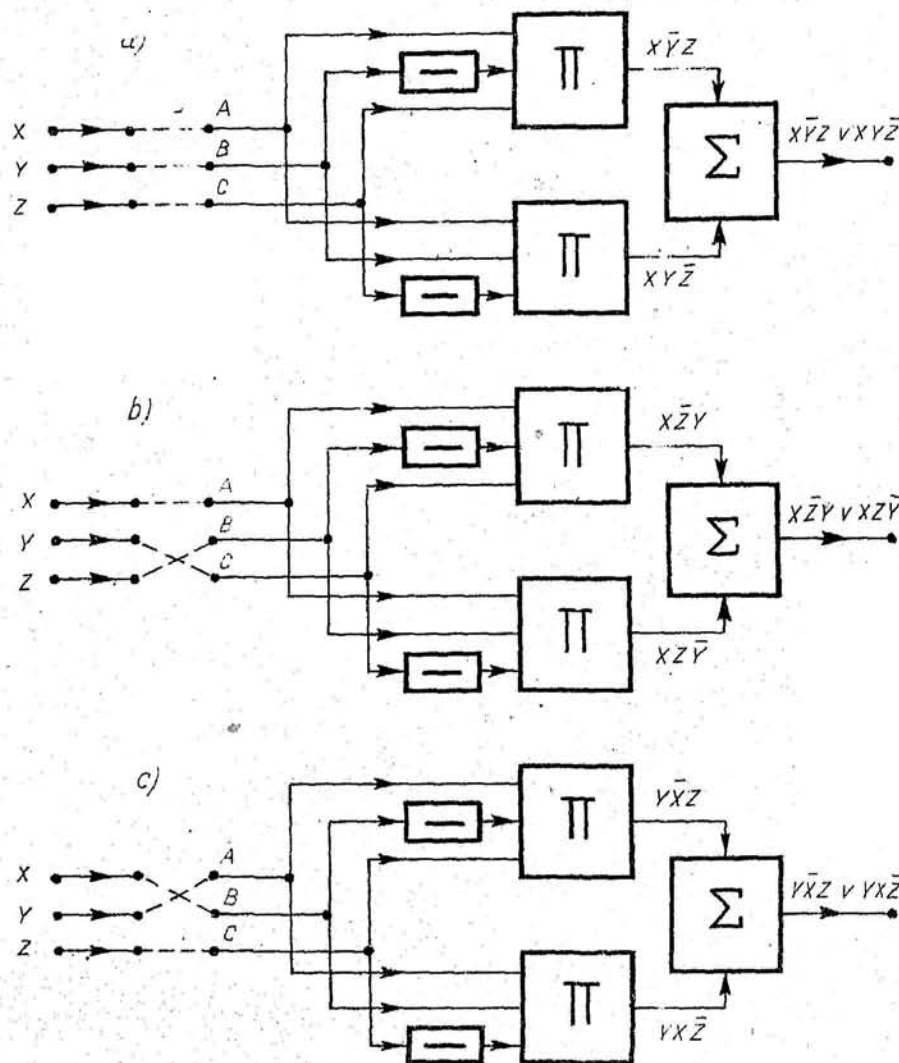 a)
X A
Y B
Z C
Π
Π
XȲZ
XYZ̄
Σ
XȲZ v XYZ̄
b)
X A
Y B
Z C
Π
Π
XZ̄Y
XZȲ
Σ
XZ̄Y v XZȲ
c)
X A
Y B
Z C
Π
Π
YX̄Z
YXZ̄
Σ
YX̄Z v YXZ̄